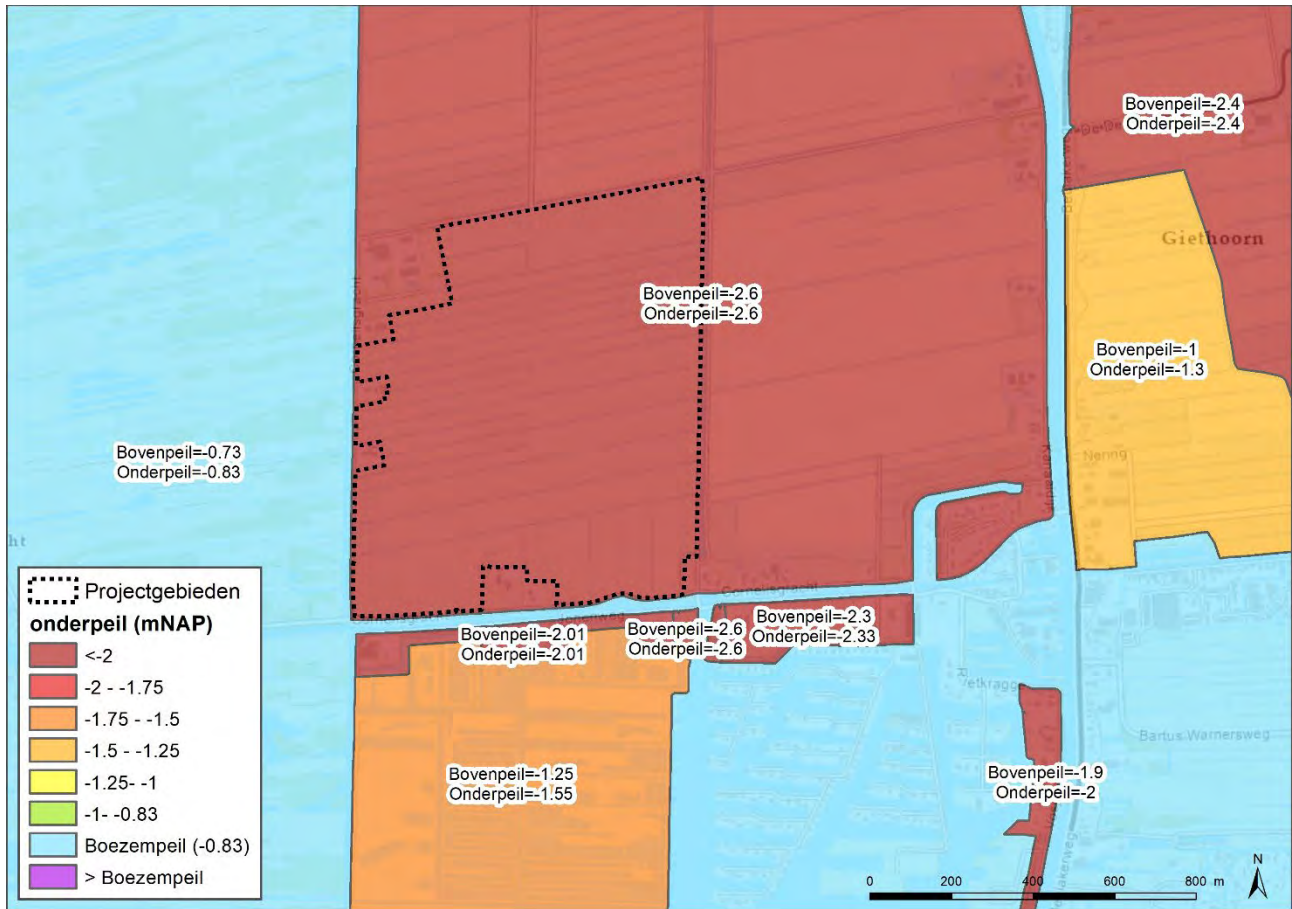 Bovenpeil=-2.4
Onderpeil=-2.4
Giethoorn
Bovenpeil=-2.6
Onderpeil=-2.6
Bovenpeil=-1
Onderpeil=-1.3
Bovenpeil=-0.73
Onderpeil=-0.83
Nering
ht
Cornelisgracht
Jonenweg
Bovenpeil=-2.01
Onderpeil=-2.01
Bovenpeil=-2.6
Onderpeil=-2.6
Bovenpeil=-2.3
Onderpeil=-2.33
Bartus Warnersweg
Bovenpeil=-1.25
Onderpeil=-1.55
Bovenpeil=-1.9
Onderpeil=-2
Projectgebieden
onderpeil (mNAP)
<-2
-2 - -1.75
-1.75 - -1.5
-1.5 - -1.25
-1.25- -1
-1- -0.83
Boezempeil (-0.83)
> Boezempeil
N
0 200 400 600 800 m